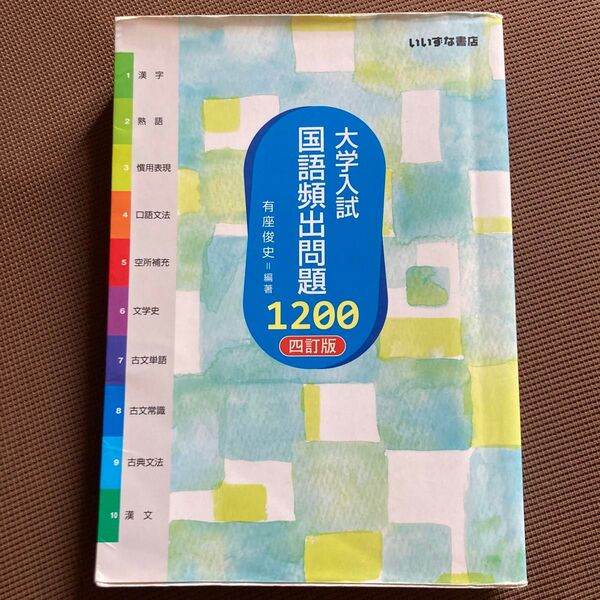 いいずな書店
大学入試
国語頻出問題
1200
四訂版
有座俊史=編著
1 漢字
2 熟語
3 慣用表現
4 口語文法
5 空所補充
6 文学史
7 古文単語
8 古文常識
9 古典文法
10 漢文